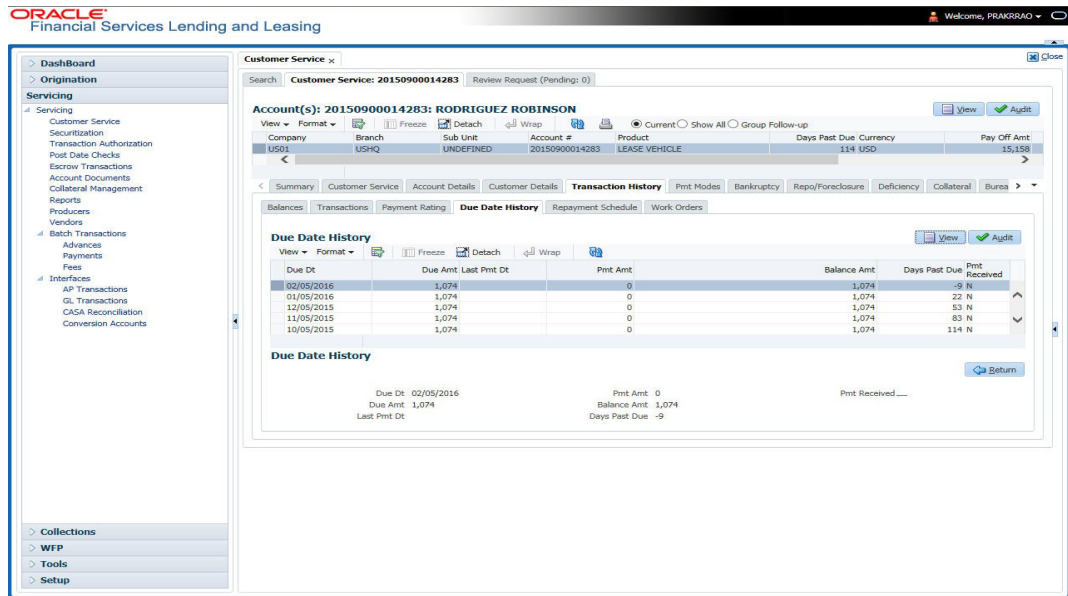 ORACLE
Financial Services Lending and Leasing
Welcome, PRAKRRAO
Close
DashBoard
Origination
Servicing
Servicing
Customer Service
Securitization
Transaction Authorization
Post Date Checks
Escrow Transactions
Account Documents
Collateral Management
Reports
Producers
Vendors
Batch Transactions
Advances
Payments
Fees
Interfaces
AP Transactions
GL Transactions
CASA Reconciliation
Conversion Accounts
Collections
WFP
Tools
Setup
Customer Service
Search Customer Service: 20150900014283 Review Request (Pending: 0)
Account(s): 20150900014283: RODRIGUEZ ROBINSON View Audit
View Format Freeze Detach Wrap Current Show All Group Follow-up
Company Branch Sub Unit Account # Product Days Past Due Currency Pay Off Amt
US01 USHQ UNDEFINED 20150900014283 LEASE VEHICLE 114 USD 15,158
Summary Customer Service Account Details Customer Details Transaction History Pmt Modes Bankruptcy Repo/Foreclosure Deficiency Collateral Burea
Balances Transactions Payment Rating Due Date History Repayment Schedule Work Orders
Due Date History View Audit
View Format Freeze Detach Wrap
Due Dt Due Amt Last Pmt Dt Pmt Amt Balance Amt Days Past Due Pmt Received
02/05/2016 1,074 0 1,074 -9 N
01/05/2016 1,074 0 1,074 22 N
12/05/2015 1,074 0 1,074 53 N
11/05/2015 1,074 0 1,074 83 N
10/05/2015 1,074 0 1,074 114 N
Due Date History
Return
Due Dt 02/05/2016 Pmt Amt 0 Pmt Received
Due Amt 1,074 Balance Amt 1,074
Last Pmt Dt Days Past Due -9